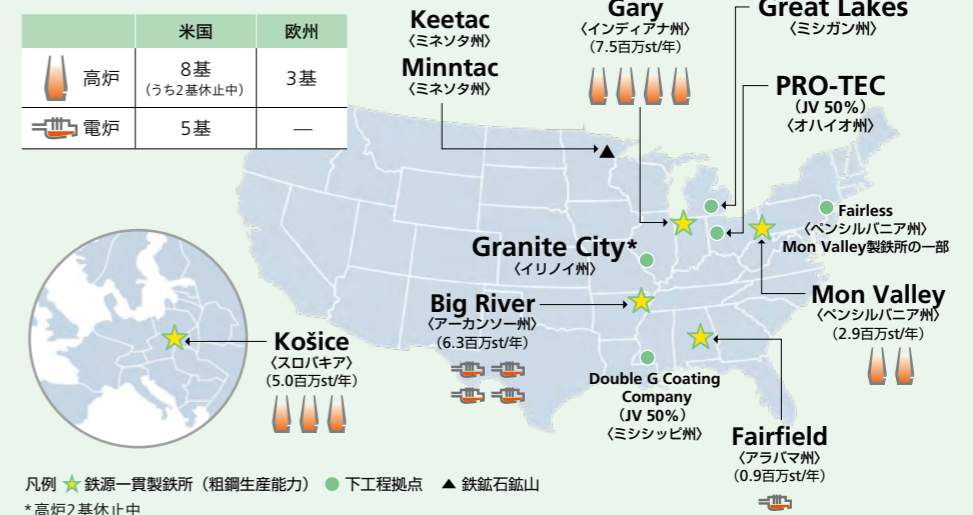 米国
欧州
高炉
8基
（うち2基休止中）
3基
電炉
5基
—
Keetac
〈ミネソタ州〉
Minntac
〈ミネソタ州〉
Gary
〈インディアナ州〉
（7.5百万st/年）
Great Lakes
〈ミシガン州〉
PRO-TEC
（JV 50%）
〈オハイオ州〉
Fairless
〈ペンシルバニア州〉
Mon Valley製鉄所の一部
Granite City*
〈イリノイ州〉
Big River
〈アーカンソー州〉
（6.3百万st/年）
Mon Valley
〈ペンシルバニア州〉
（2.9百万st/年）
Košice
〈スロバキア〉
（5.0百万st/年）
Double G Coating
Company
（JV 50%）
〈ミシシッピ州〉
Fairfield
〈アラバマ州〉
（0.9百万st/年）
凡例 ★ 鉄源一貫製鉄所（粗鋼生産能力） ● 下工程拠点 ▲ 鉄鉱石鉱山
*高炉2基休止中